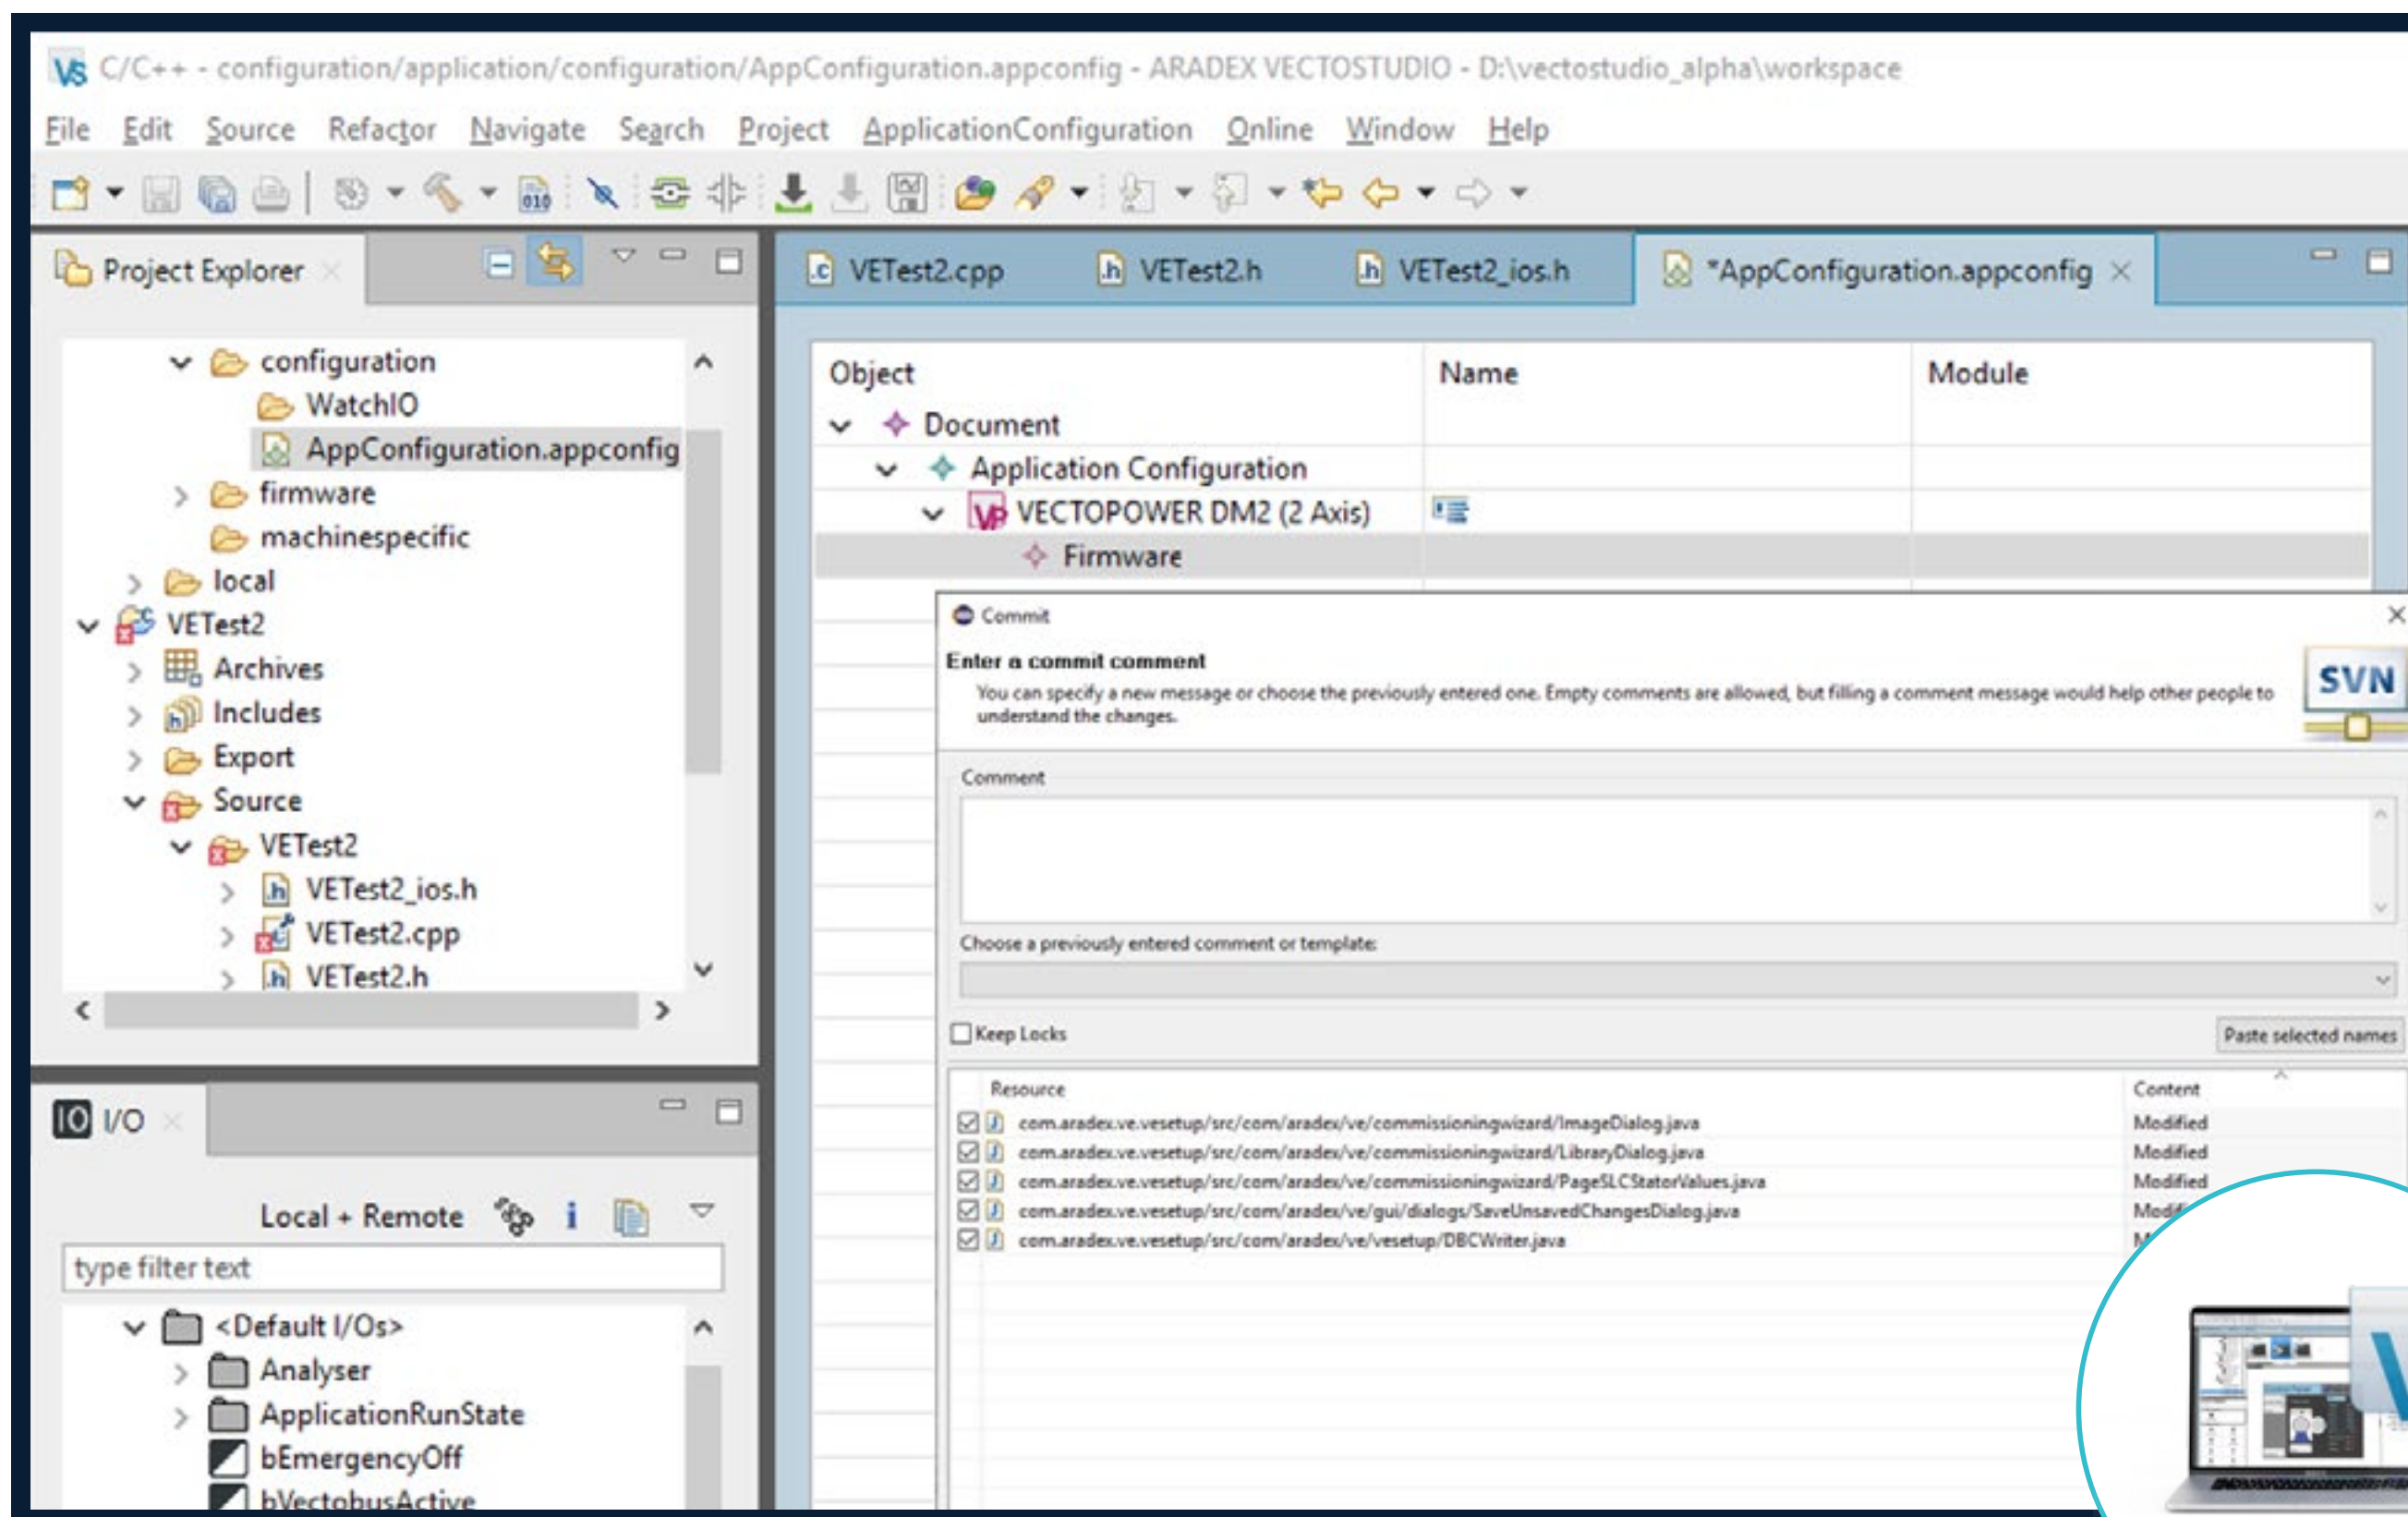 VS C/C++ - configuration/application/configuration/AppConfiguration.appconfig - ARADEX VECTOSTUDIO - D:\vectostudio_alpha\workspace
File Edit Source Refactor Navigate Search Project ApplicationConfiguration Online Window Help
010
Project Explorer
configuration
WatchIO
AppConfiguration.appconfig
firmware
machinespecific
local
VETest2
Archives
Includes
Export
Source
VETest2
VETest2_ios.h
VETest2.cpp
VETest2.h
IO I/O
Local + Remote
type filter text
<Default I/Os>
Analyser
ApplicationRunState
bEmergencyOff
bVectobusActive
VETest2.cpp VETest2.h VETest2_ios.h *AppConfiguration.appconfig
Object Name Module
Document
Application Configuration
VP VECTOPOWER DM2 (2 Axis)
Firmware
Commit
Enter a commit comment
You can specify a new message or choose the previously entered one. Empty comments are allowed, but filling a comment message would help other people to
understand the changes.
SVN
Comment
Choose a previously entered comment or template:
Keep Locks Paste selected names
Resource Content
com.aradex.ve.vesetup/src/com/aradex/ve/commissioningwizard/ImageDialog.java Modified
com.aradex.ve.vesetup/src/com/aradex/ve/commissioningwizard/LibraryDialog.java Modified
com.aradex.ve.vesetup/src/com/aradex/ve/commissioningwizard/PageSLCStatorValues.java Modified
com.aradex.ve.vesetup/src/com/aradex/ve/gui/dialogs/SaveUnsavedChangesDialog.java
com.aradex.ve.vesetup/src/com/aradex/ve/vesetup/DBCWriter.java